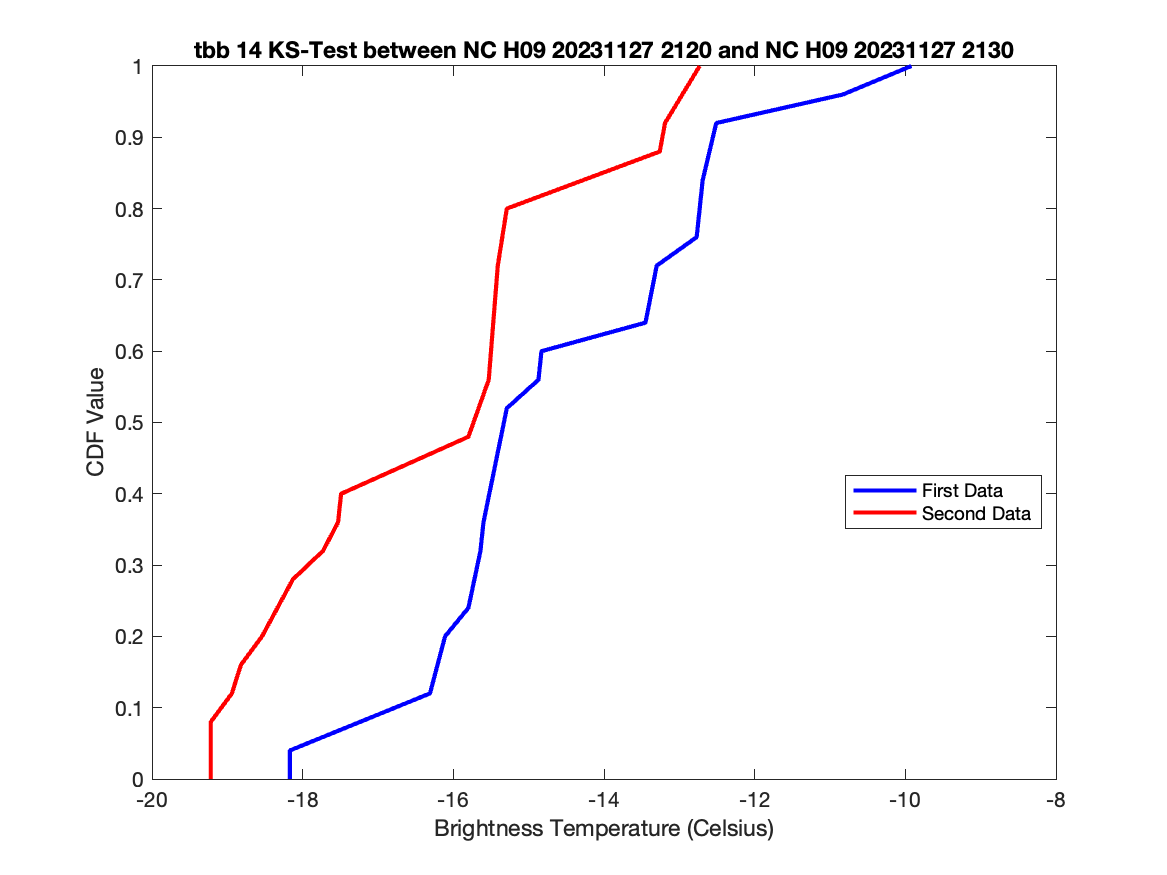 tbb 14 KS-Test between NC H09 20231127 2120 and NC H09 20231127 2130
1
0.9
0.8
0.7
0.6
0.5
0.4
0.3
0.2
0.1
0
CDF Value
First Data
Second Data
-20 -18 -16 -14 -12 -10 -8
Brightness Temperature (Celsius)